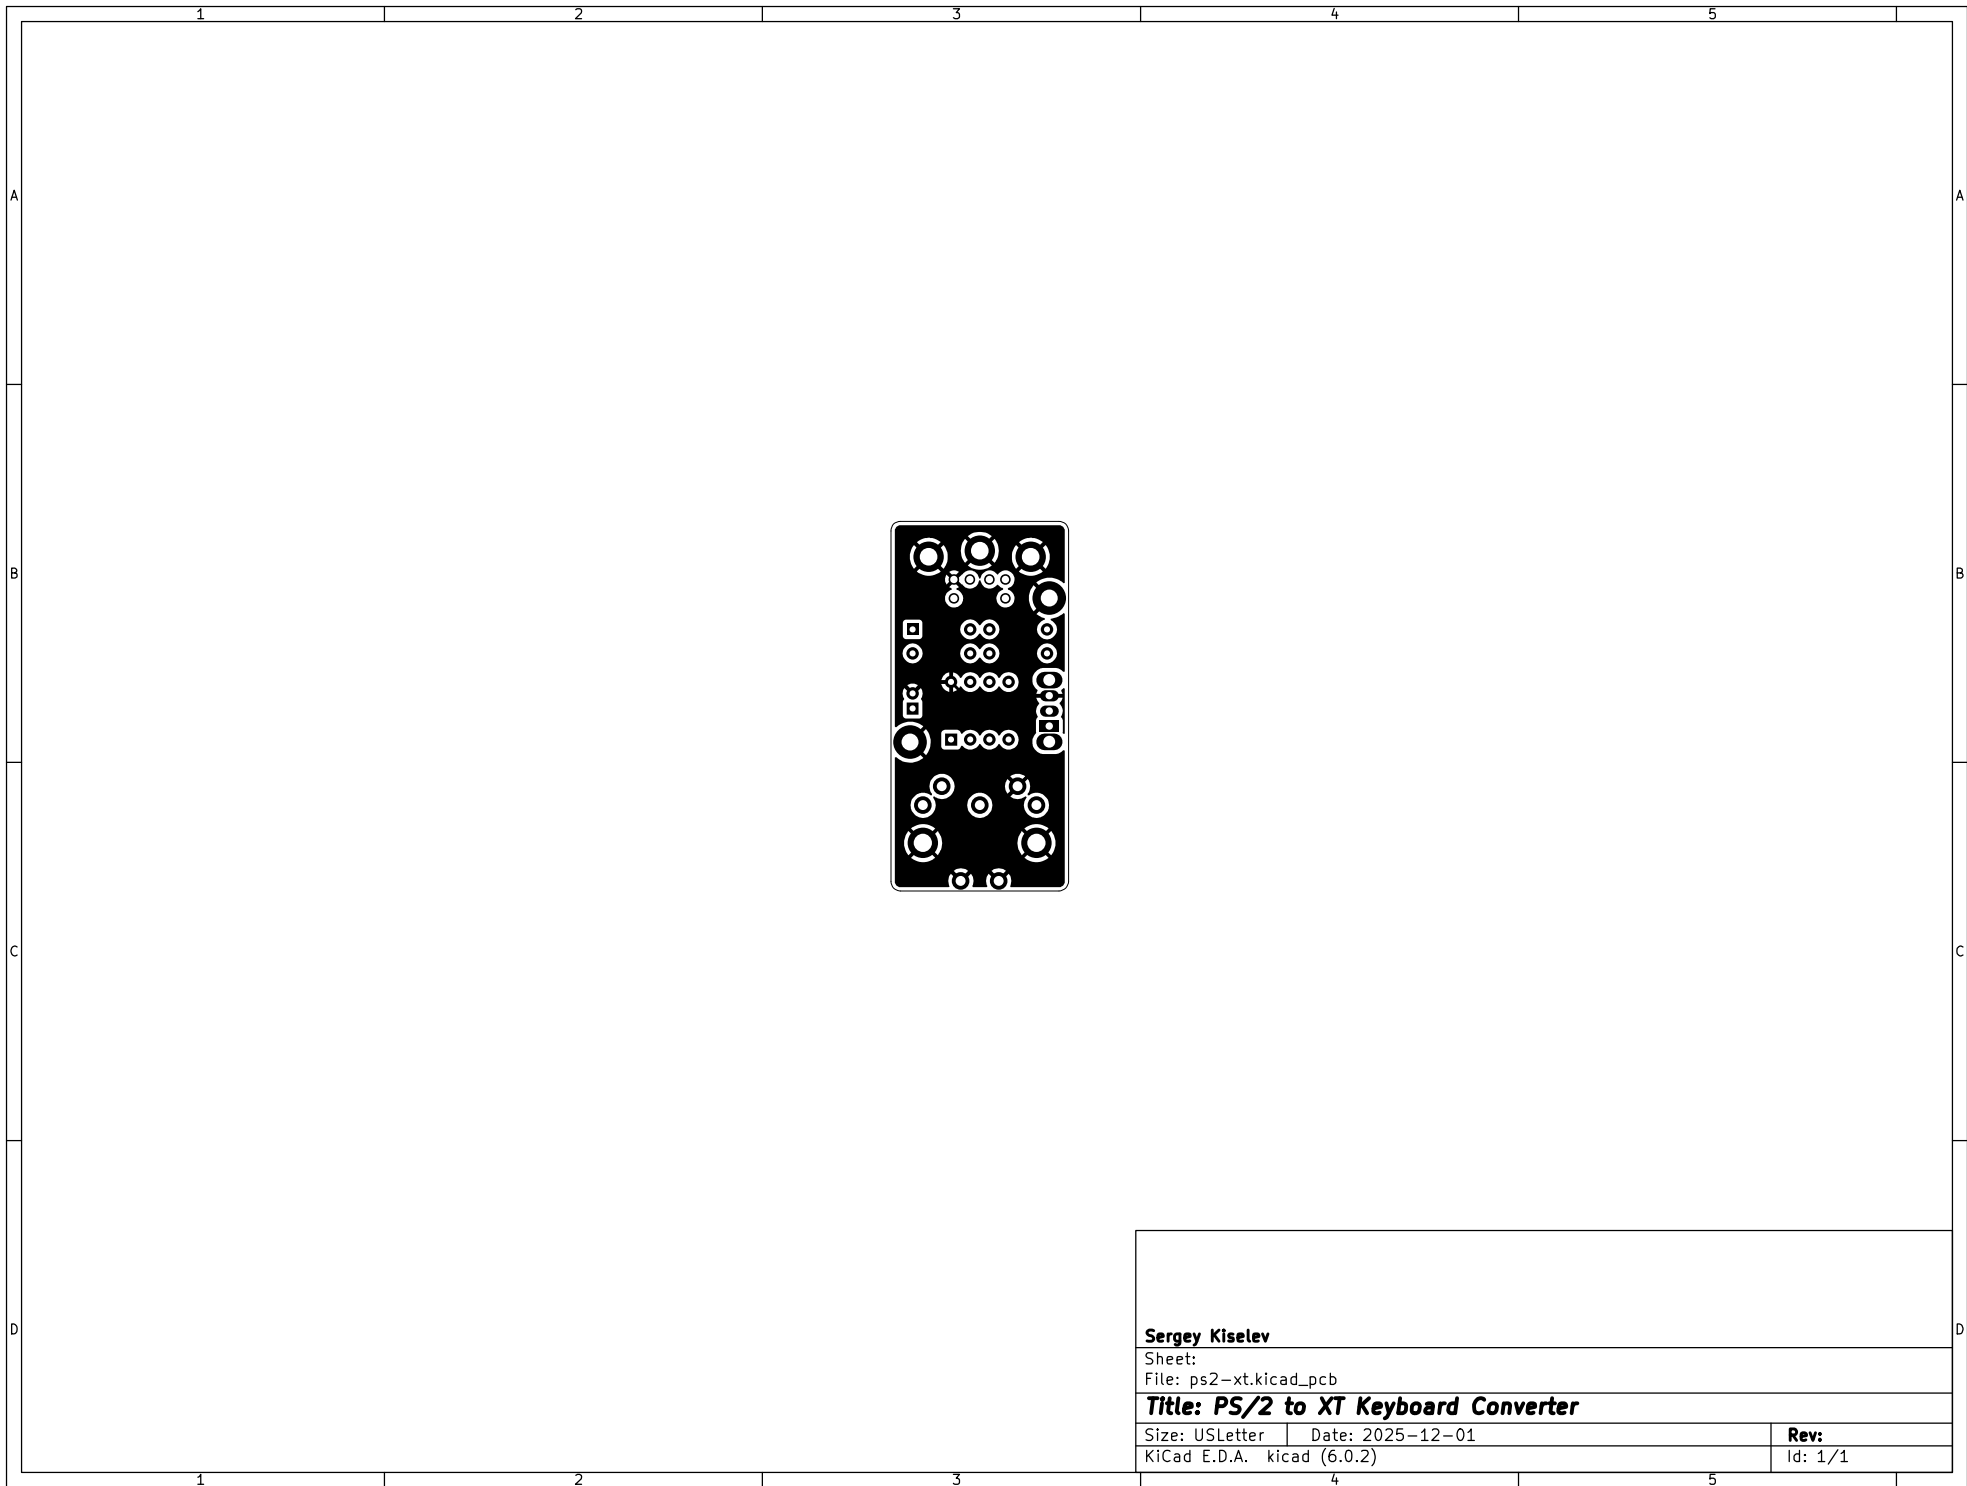 1 2 3 4 5
A A
B B
C C
D D
Sergey Kiselev
Sheet:
File: ps2-xt.kicad_pcb
Title: PS/2 to XT Keyboard Converter
Size: USLetter Date: 2025-12-01 Rev:
KiCad E.D.A. kicad (6.0.2) Id: 1/1
1 2 3 4 5